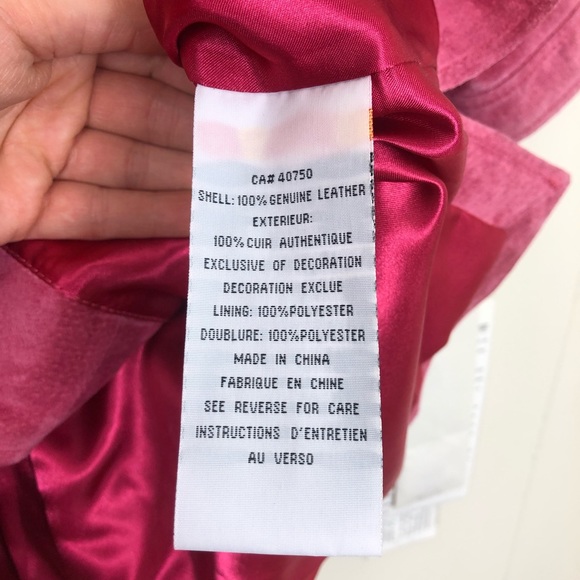 CA# 40750
SHELL: 100% GENUINE LEATHER
EXTERIEUR:
100% CUIR AUTHENTIQUE
EXCLUSIVE OF DECORATION
DECORATION EXCLUE
LINING: 100%POLYESTER
DOUBLURE: 100%POLYESTER
MADE IN CHINA
FABRIQUE EN CHINE
SEE REVERSE FOR CARE
INSTRUCTIONS D'ENTRETIEN
AU VERSO